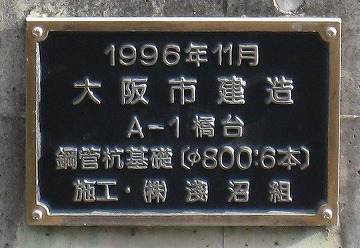 1996年11月
大阪市建造
A-1橋台
鋼管杭基礎〔φ800:6本〕
施工・㈱淺沼組